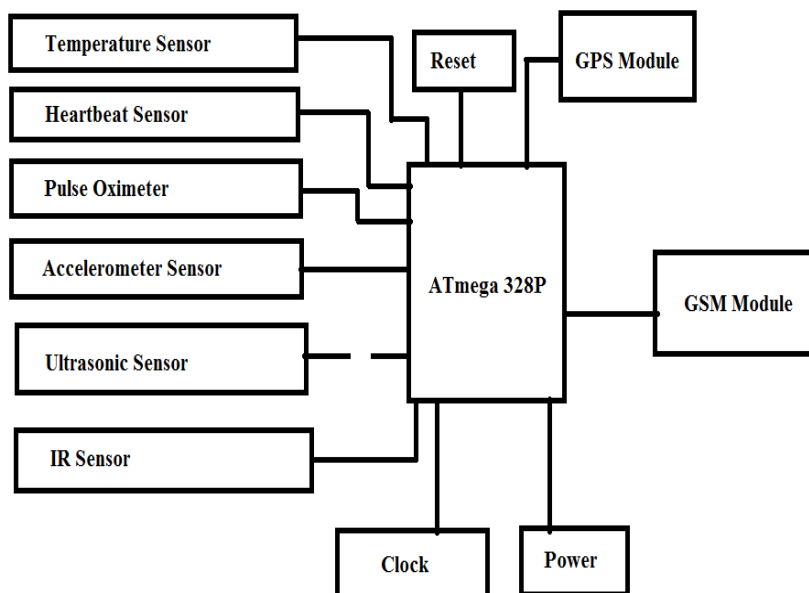 Temperature Sensor
Reset
GPS Module
Heartbeat Sensor
Pulse Oximeter
Accelerometer Sensor
ATmega 328P
GSM Module
Ultrasonic Sensor
IR Sensor
Clock
Power